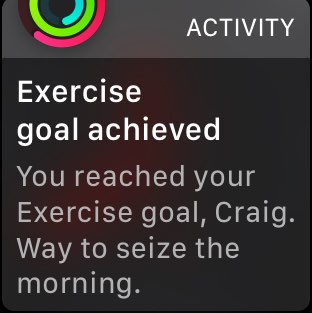 ACTIVITY
Exercise
goal achieved
You reached your
Exercise goal, Craig.
Way to seize the
morning.